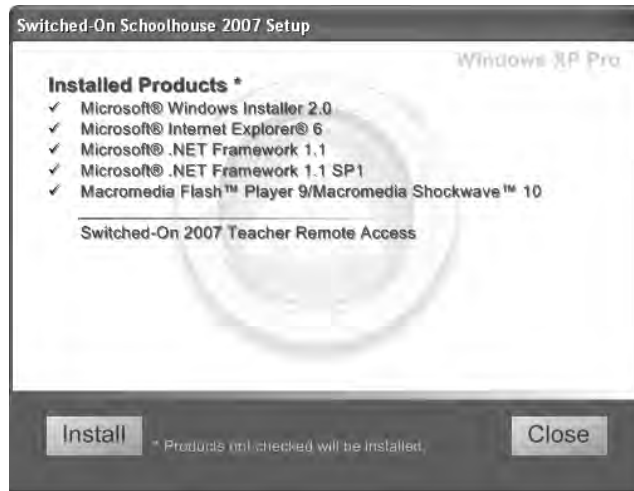 Switched-On Schoolhouse 2007 Setup
Windows XP Pro
Installed Products *
✓ Microsoft® Windows Installer 2.0
✓ Microsoft® Internet Explorer® 6
✓ Microsoft® .NET Framework 1.1
✓ Microsoft® .NET Framework 1.1 SP1
✓ Macromedia Flash™ Player 9/Macromedia Shockwave™ 10
Switched-On 2007 Teacher Remote Access
Install
* Products not checked will be installed.
Close